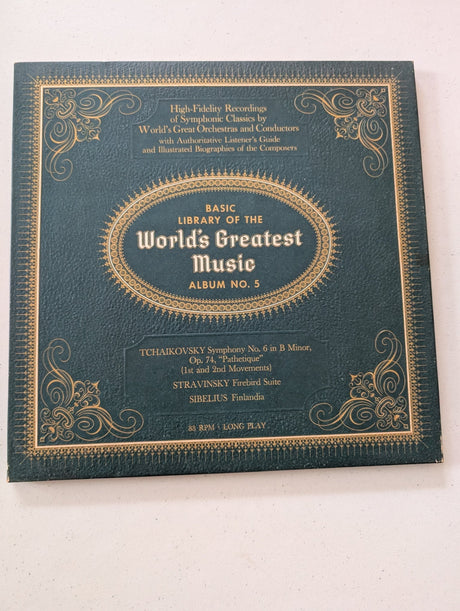 High-Fidelity Recordings
of Symphonic Classics by
World's Great Orchestras and Conductors
with Authoritative Listener's Guide
and Illustrated Biographies of the Composers
BASIC
LIBRARY OF THE
World's Greatest
Music
ALBUM NO. 5
TCHAIKOVSKY Symphony No. 6 in B Minor,
Op. 74, "Pathetique"
(1st and 2nd Movements)
STRAVINSKY Firebird Suite
SIBELIUS Finlandia
33 RPM · LONG PLAY